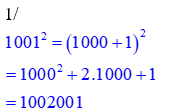 1/
1001² = (1000 + 1)²
= 1000² + 2.1000 + 1
= 1002001